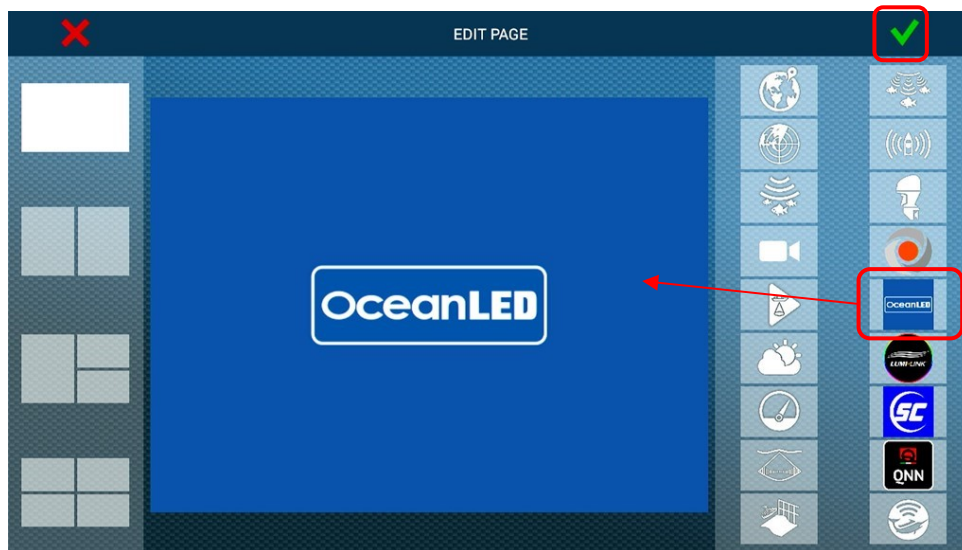 EDIT PAGE
OceanLED
OceanLED
LUMI-LINK
SC
QNN